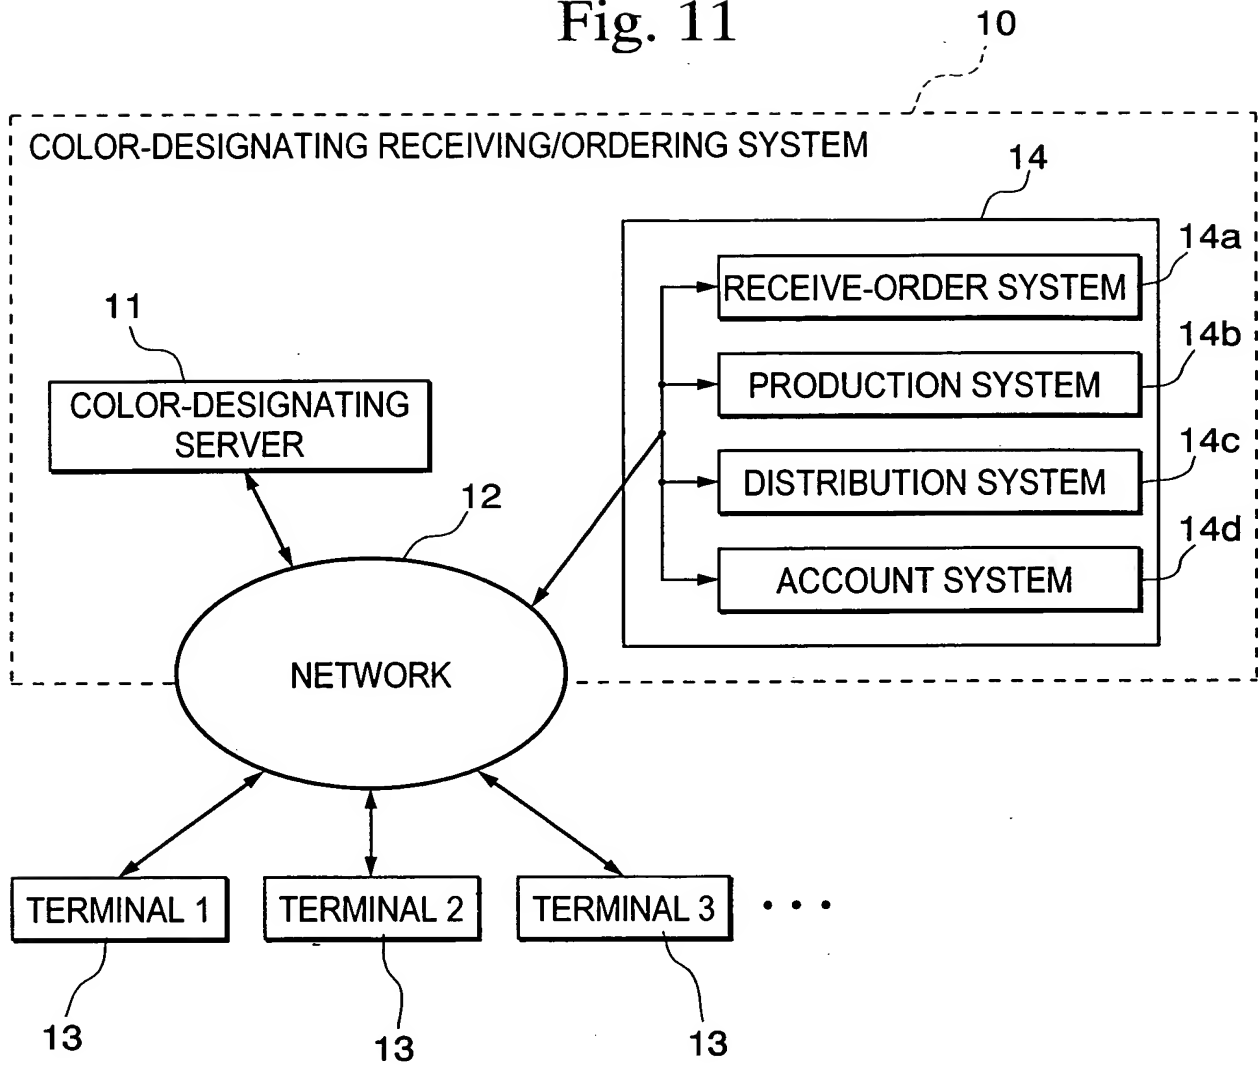 Fig. 11
10
COLOR-DESIGNATING RECEIVING/ORDERING SYSTEM
14
14a
RECEIVE-ORDER SYSTEM
11
14b
COLOR-DESIGNATING
SERVER
PRODUCTION SYSTEM
14c
DISTRIBUTION SYSTEM
12
14d
ACCOUNT SYSTEM
NETWORK
TERMINAL 1
TERMINAL 2
TERMINAL 3
• • •
13
13
13